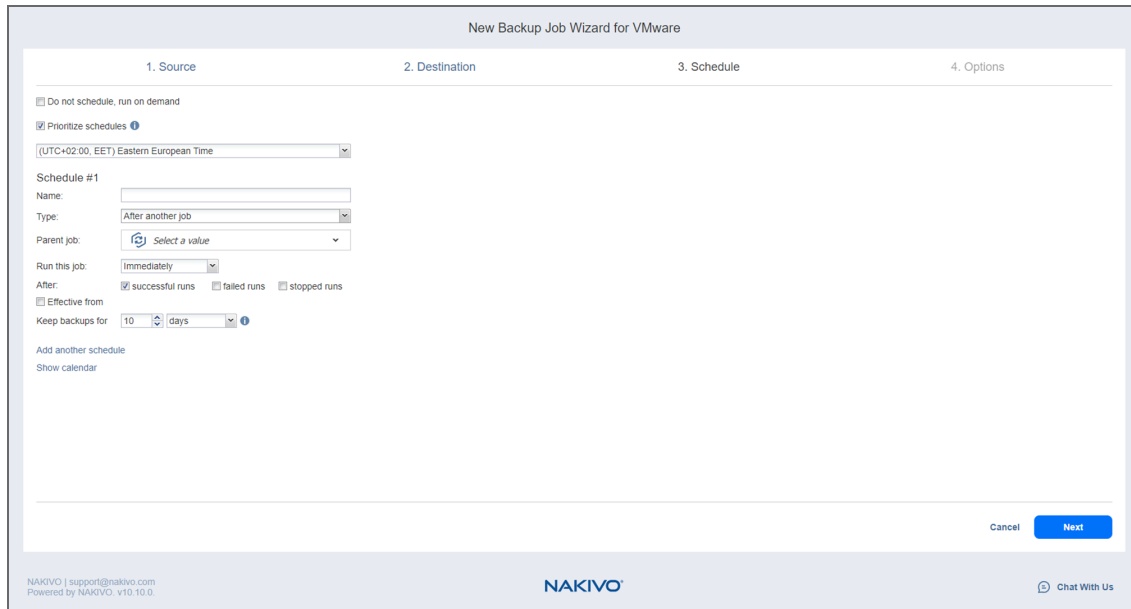 New Backup Job Wizard for VMware
1. Source 2. Destination 3. Schedule 4. Options
Do not schedule, run on demand
Prioritize schedules
(UTC+02:00, EET) Eastern European Time
Schedule #1
Name:
Type: After another job
Parent job: Select a value
Run this job: Immediately
After: successful runs failed runs stopped runs
Effective from
Keep backups for 10 days
Add another schedule
Show calendar
Cancel Next
NAKIVO | support@nakivo.com
Powered by NAKIVO. v10.10.0.
NAKIVO
Chat With Us